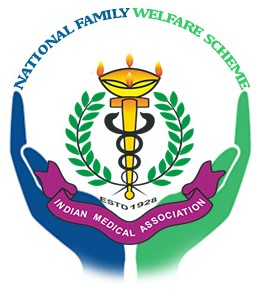 NATIONAL FAMILY WELFARE SCHEME
ESTD 1928
INDIAN MEDICAL ASSOCIATION